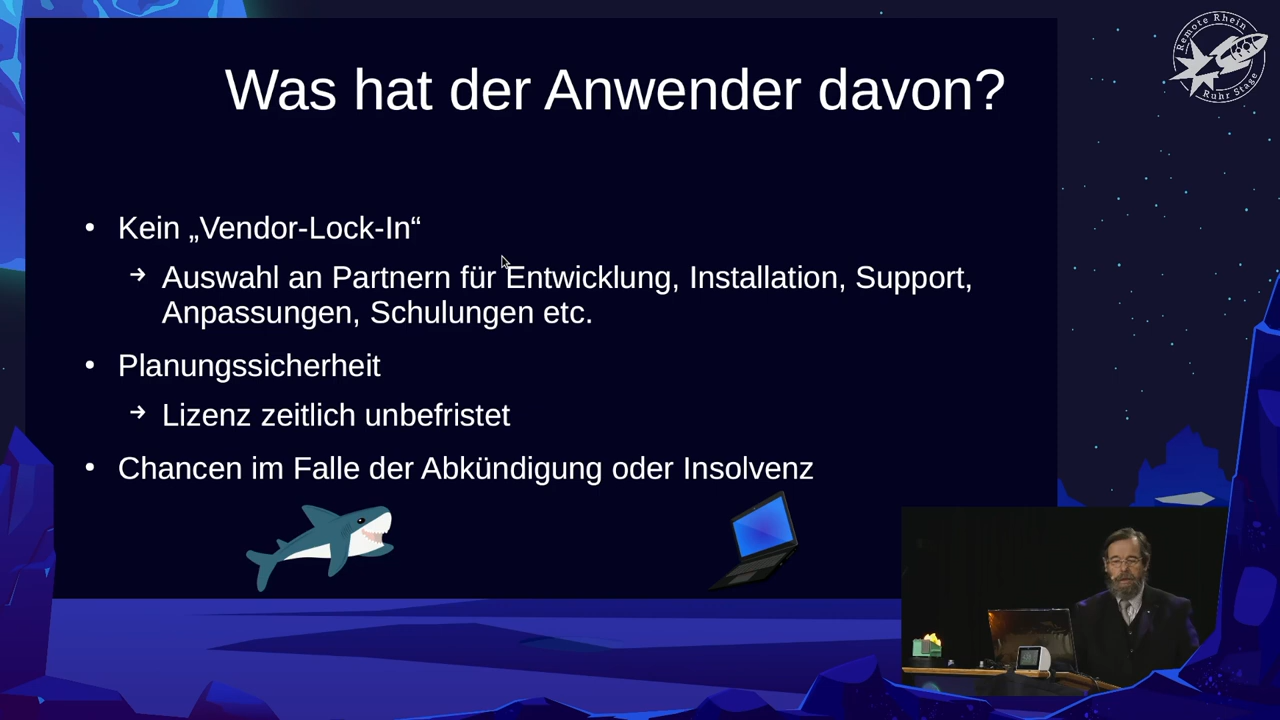 Remote Rhein
Ruhr Stage
Was hat der Anwender davon?
• Kein „Vendor-Lock-In“
→ Auswahl an Partnern für Entwicklung, Installation, Support,
Anpassungen, Schulungen etc.
• Planungssicherheit
→ Lizenz zeitlich unbefristet
• Chancen im Falle der Abkündigung oder Insolvenz